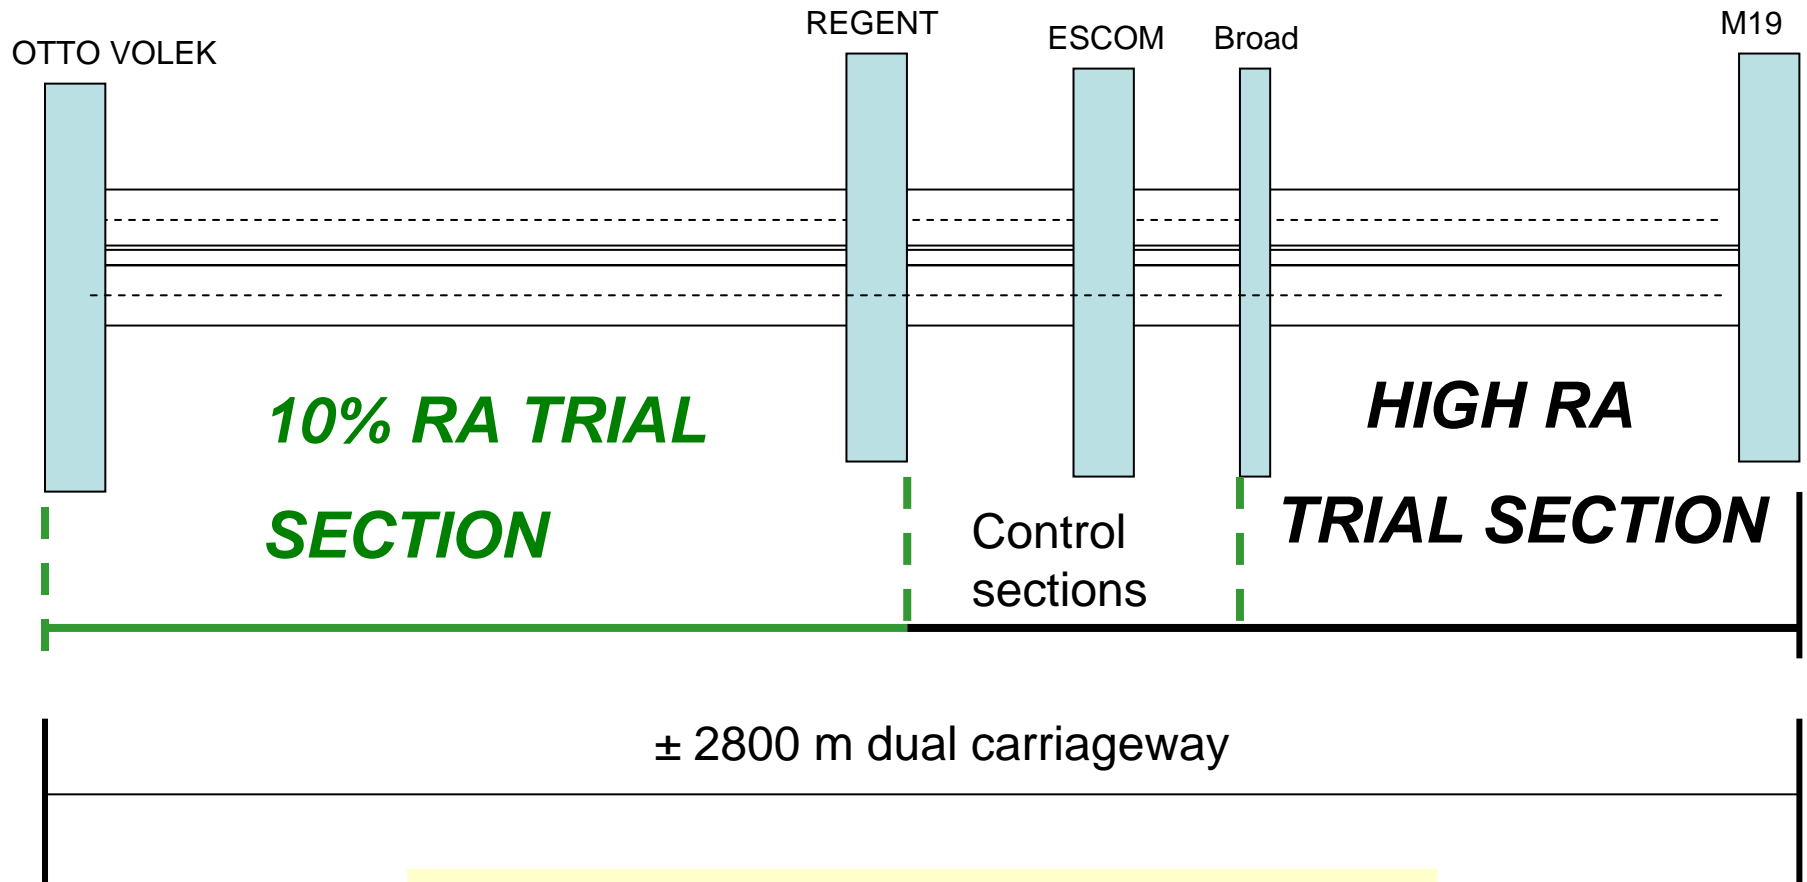 OTTO VOLEK
REGENT
ESCOM
Broad
M19
10% RA TRIAL
SECTION
Control
sections
HIGH RA
TRIAL SECTION
± 2800 m dual carriageway